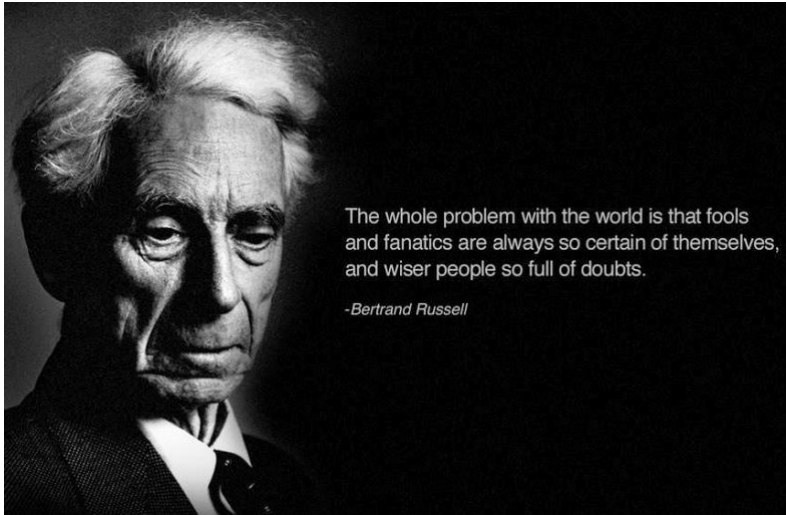 The whole problem with the world is that fools
and fanatics are always so certain of themselves,
and wiser people so full of doubts.
-Bertrand Russell